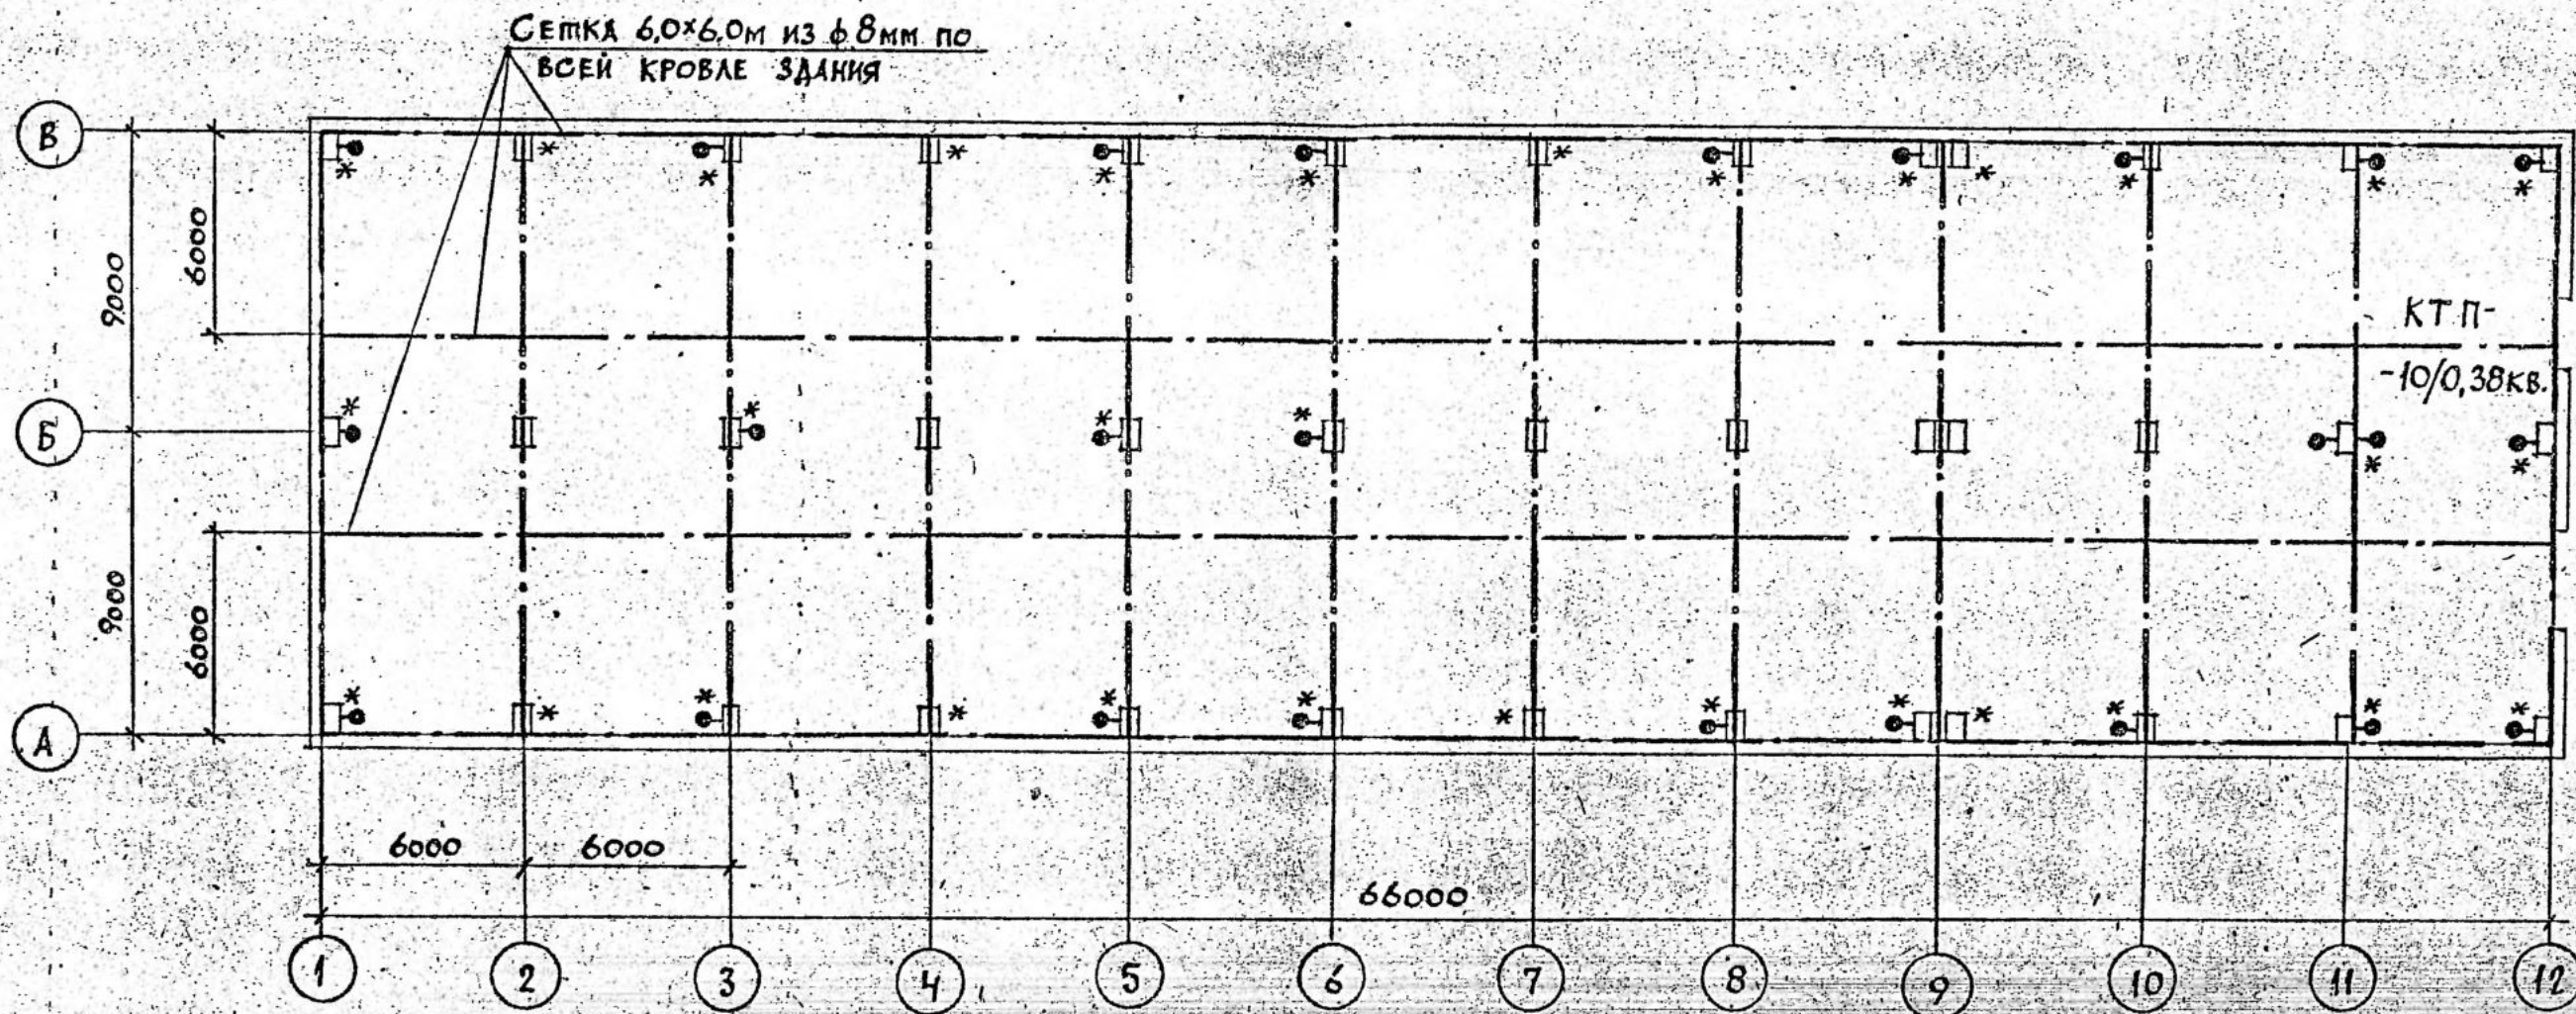 СЕТКА 6,0×6,0М ИЗ ϕ 8ММ ПО
ВСЕЙ КРОВЛЕ ЗДАНИЯ
В
6000
9000
КТП-
-10/0,38КВ.
Б
9000
6000
А
6000 6000
66000
1 2 3 4 5 6 7 8 9 10 11 12